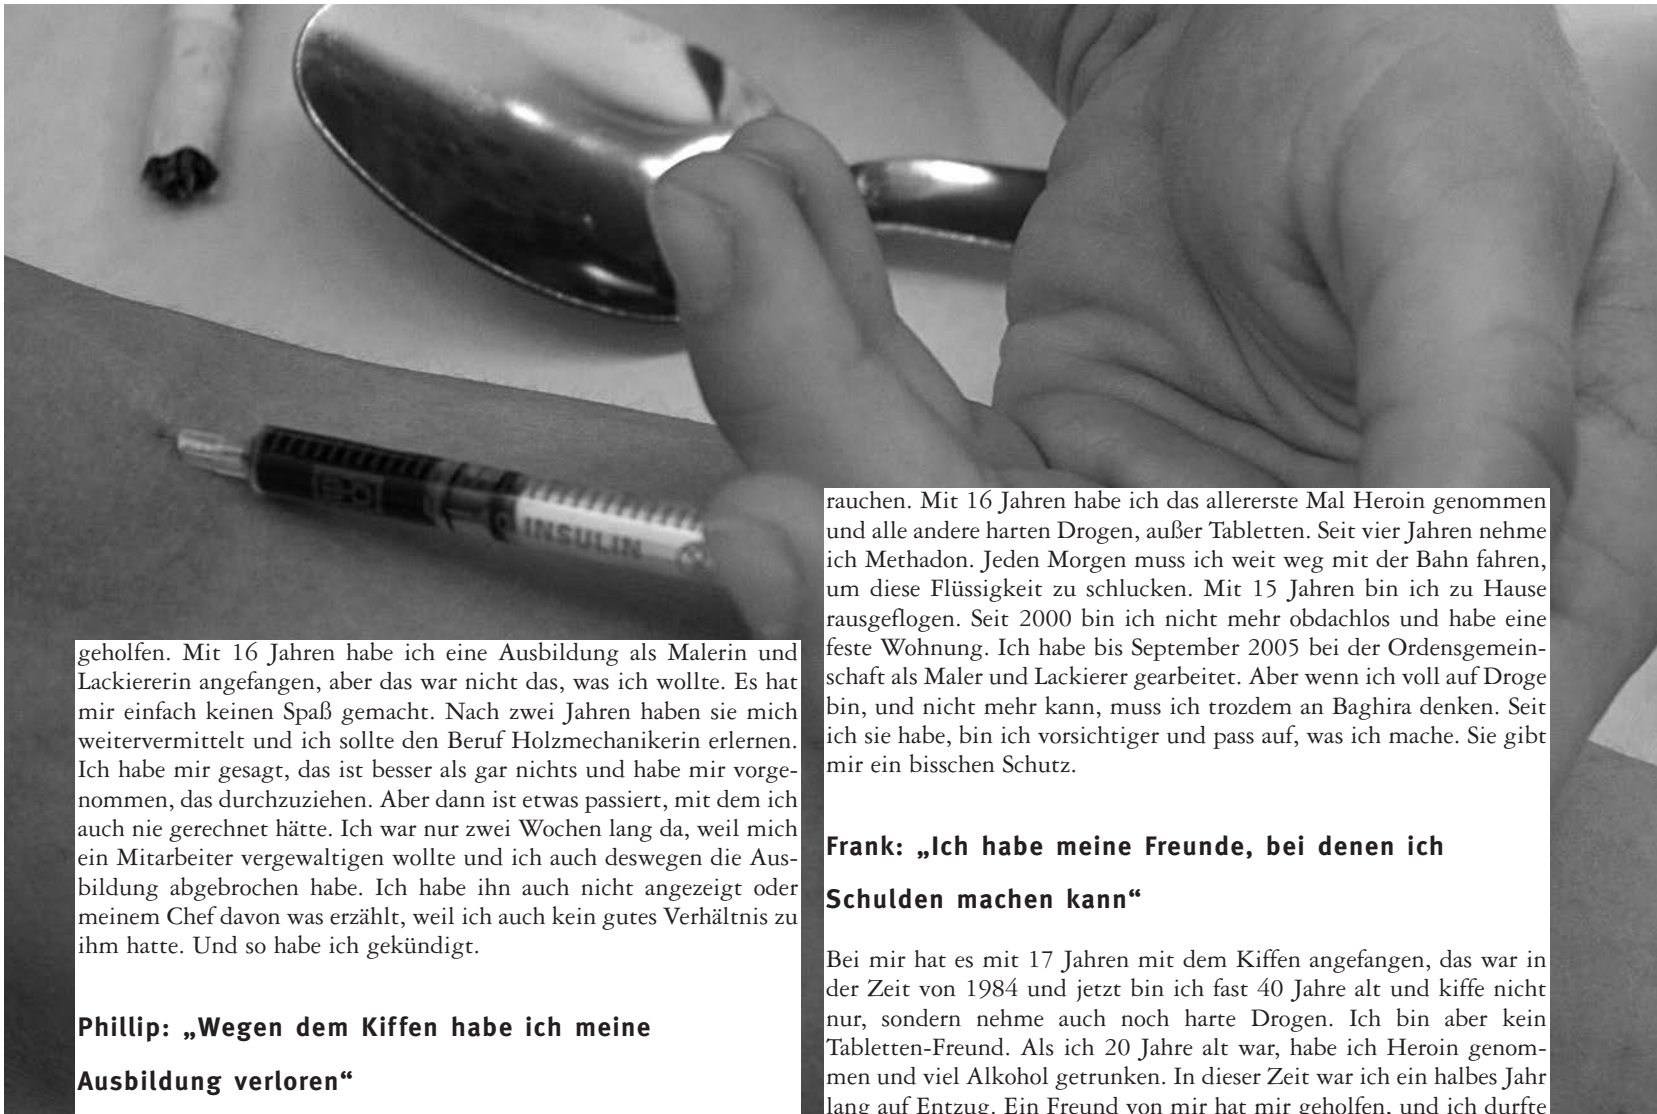 INSULIN
geholfen. Mit 16 Jahren habe ich eine Ausbildung als Malerin und
Lackiererin angefangen, aber das war nicht das, was ich wollte. Es hat
mir einfach keinen Spaß gemacht. Nach zwei Jahren haben sie mich
weitervermittelt und ich sollte den Beruf Holzmechanikerin erlernen.
Ich habe mir gesagt, das ist besser als gar nichts und habe mir vorge-
nommen, das durchzuziehen. Aber dann ist etwas passiert, mit dem ich
auch nie gerechnet hätte. Ich war nur zwei Wochen lang da, weil mich
ein Mitarbeiter vergewaltigen wollte und ich auch deswegen die Aus-
bildung abgebrochen habe. Ich habe ihn auch nicht angezeigt oder
meinem Chef davon was erzählt, weil ich auch kein gutes Verhältnis zu
ihm hatte. Und so habe ich gekündigt.
Phillip: „Wegen dem Kiffen habe ich meine
Ausbildung verloren“
rauchen. Mit 16 Jahren habe ich das allererste Mal Heroin genommen
und alle andere harten Drogen, außer Tabletten. Seit vier Jahren nehme
ich Methadon. Jeden Morgen muss ich weit weg mit der Bahn fahren,
um diese Flüssigkeit zu schlucken. Mit 15 Jahren bin ich zu Hause
rausgeflogen. Seit 2000 bin ich nicht mehr obdachlos und habe eine
feste Wohnung. Ich habe bis September 2005 bei der Ordensgemein-
schaft als Maler und Lackierer gearbeitet. Aber wenn ich voll auf Droge
bin, und nicht mehr kann, muss ich trozdem an Baghira denken. Seit
ich sie habe, bin ich vorsichtiger und pass auf, was ich mache. Sie gibt
mir ein bisschen Schutz.
Frank: „Ich habe meine Freunde, bei denen ich
Schulden machen kann“
Bei mir hat es mit 17 Jahren mit dem Kiffen angefangen, das war in
der Zeit von 1984 und jetzt bin ich fast 40 Jahre alt und kiffe nicht
nur, sondern nehme auch noch harte Drogen. Ich bin aber kein
Tabletten-Freund. Als ich 20 Jahre alt war, habe ich Heroin genom-
men und viel Alkohol getrunken. In dieser Zeit war ich ein halbes Jahr
lang auf Entzug. Ein Freund von mir hat mir geholfen, und ich durfte